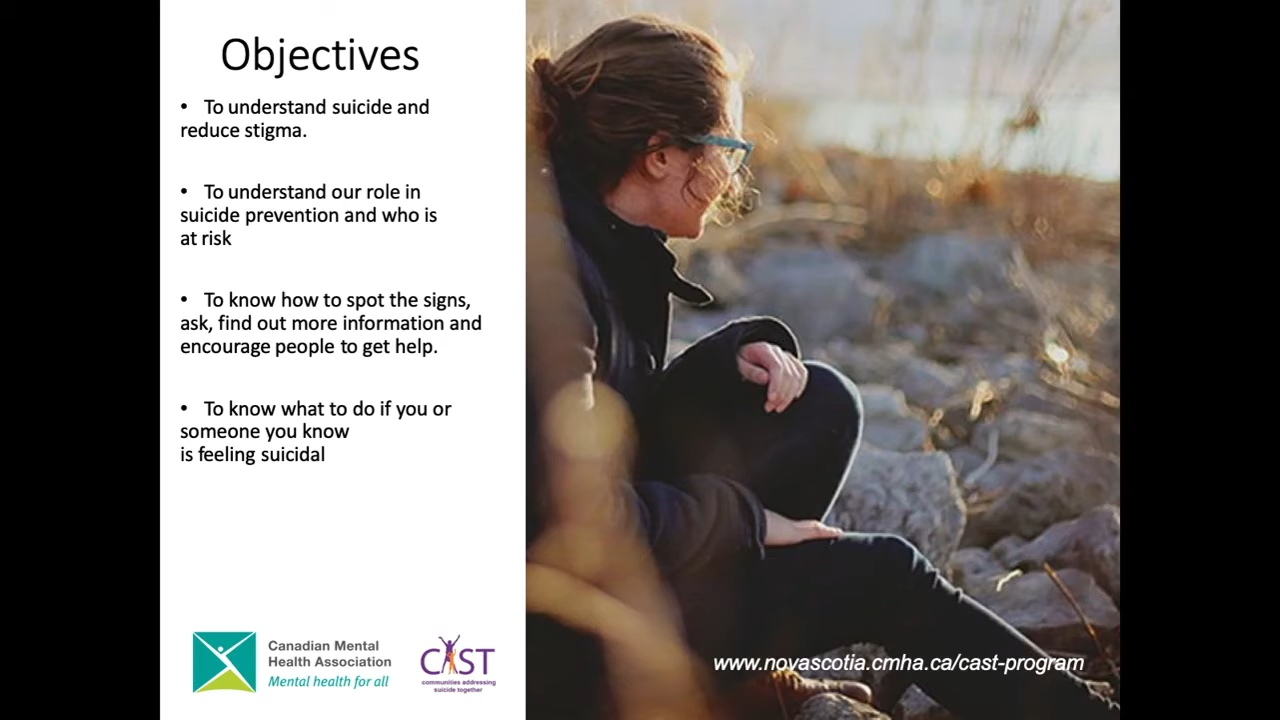 Objectives
• To understand suicide and
reduce stigma.
• To understand our role in
suicide prevention and who is
at risk
• To know how to spot the signs,
ask, find out more information and
encourage people to get help.
• To know what to do if you or
someone you know
is feeling suicidal
Canadian Mental
Health Association
Mental health for all
CAST
communities addressing
suicide together
www.novascotia.cmha.ca/cast-program